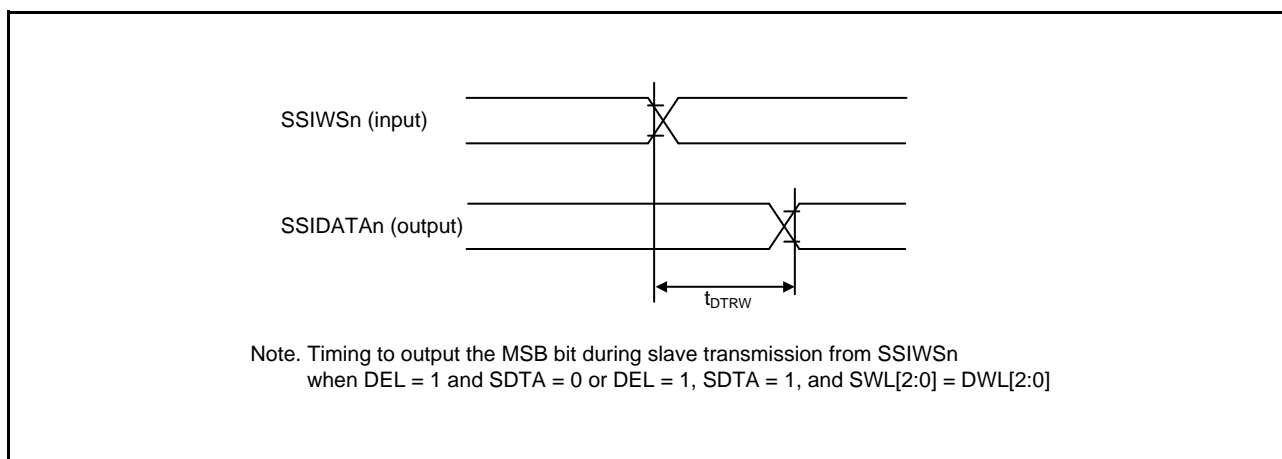 SSIWSn (input)
SSIDATAn (output)
tDTRW
Note. Timing to output the MSB bit during slave transmission from SSIWSn
when DEL = 1 and SDTA = 0 or DEL = 1, SDTA = 1, and SWL[2:0] = DWL[2:0]